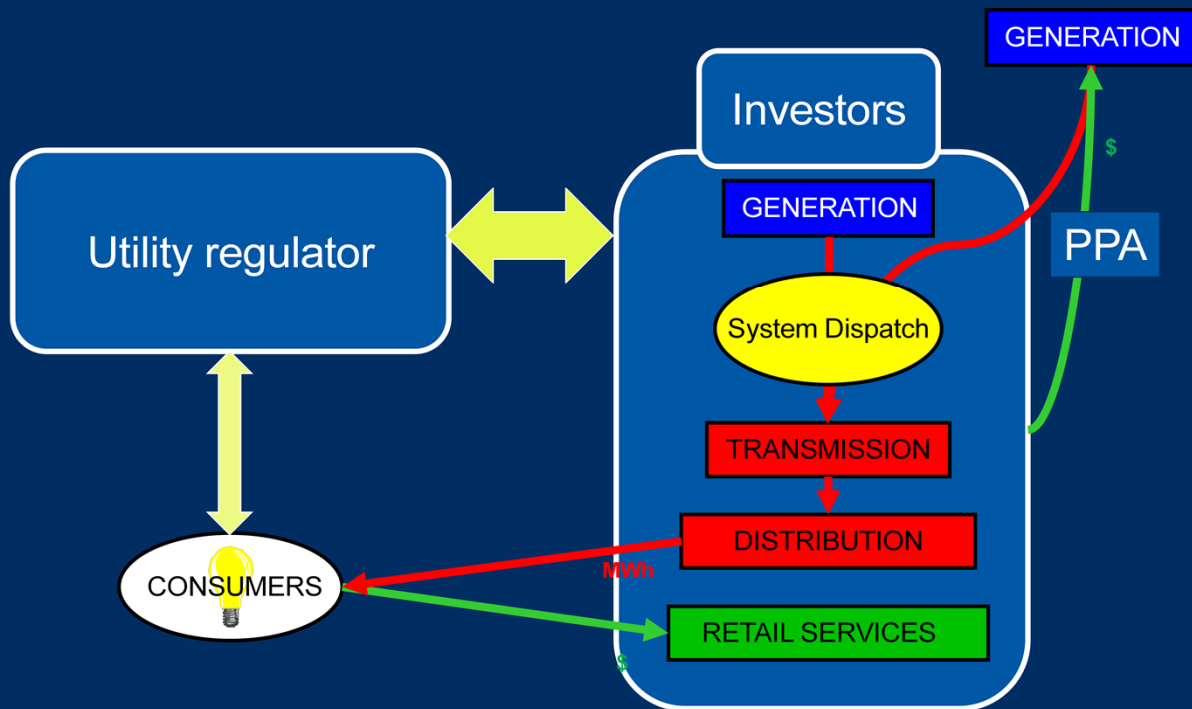 GENERATION
Investors
GENERATION
$
Utility regulator
PPA
System Dispatch
TRANSMISSION
DISTRIBUTION
MWh
CONSUMERS
RETAIL SERVICES
$